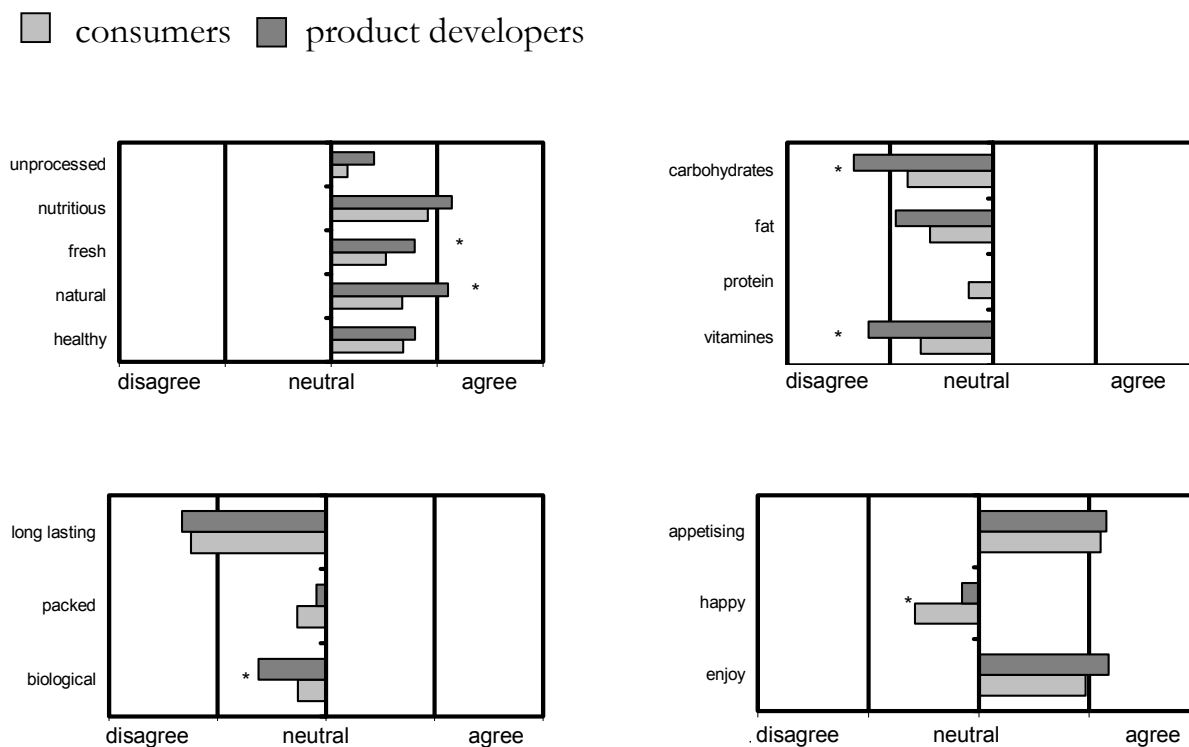 consumers product developers
unprocessed
nutritious
fresh *
natural *
healthy
disagree neutral agree
carbohydrates *
fat
protein
vitamines *
disagree neutral agree
long lasting
packed
biological *
disagree neutral agree
appetising
happy *
enjoy
. disagree neutral agree